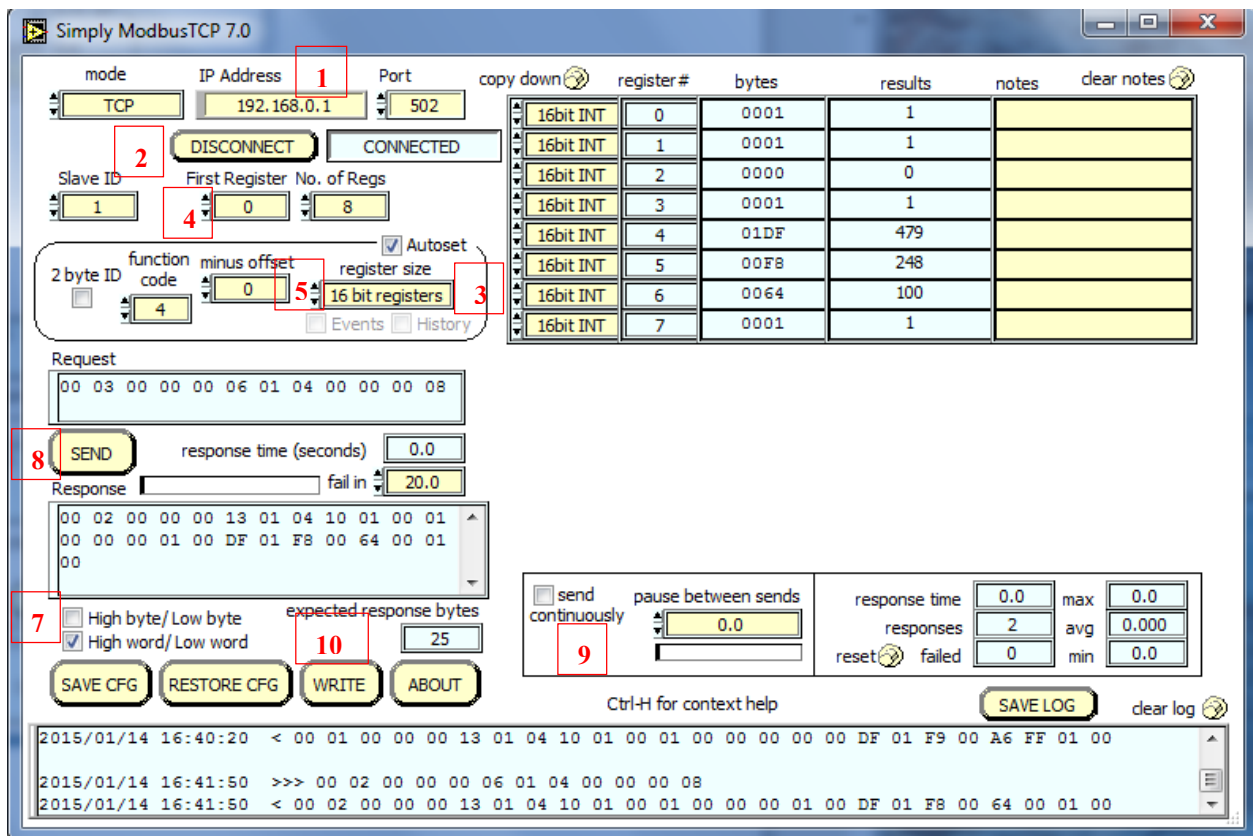 Simply ModbusTCP 7.0
mode IP Address 1 Port
TCP 192.168.0.1 502
2 DISCONNECT CONNECTED
Slave ID First Register No. of Regs
1 4 0 8
Autoset
2 byte ID function code minus offset register size
4 0 5 16 bit registers 3
Events History
copy down register # bytes results notes clear notes
16bit INT 0 0001 1
16bit INT 1 0001 1
16bit INT 2 0000 0
16bit INT 3 0001 1
16bit INT 4 01DF 479
16bit INT 5 00F8 248
16bit INT 6 0064 100
16bit INT 7 0001 1
Request
00 03 00 00 00 06 01 04 00 00 00 08
8 SEND response time (seconds) 0.0
Response fail in 20.0
00 02 00 00 00 13 01 04 10 01 00 01
00 00 00 01 00 DF 01 F8 00 64 00 01
00
7 High byte/Low byte expected response bytes
High word/Low word 10 25
SAVE CFG RESTORE CFG WRITE ABOUT
send continuously pause between sends
0.0
9
response time 0.0 max 0.0
responses 2 avg 0.000
reset failed 0 min 0.0
Ctrl-H for context help SAVE LOG clear log
2015/01/14 16:40:20 < 00 01 00 00 00 13 01 04 10 01 00 01 00 00 00 00 00 DF 01 F9 00 A6 FF 01 00
2015/01/14 16:41:50 >>> 00 02 00 00 00 06 01 04 00 00 00 08
2015/01/14 16:41:50 < 00 02 00 00 00 13 01 04 10 01 00 01 00 00 00 01 00 DF 01 F8 00 64 00 01 00